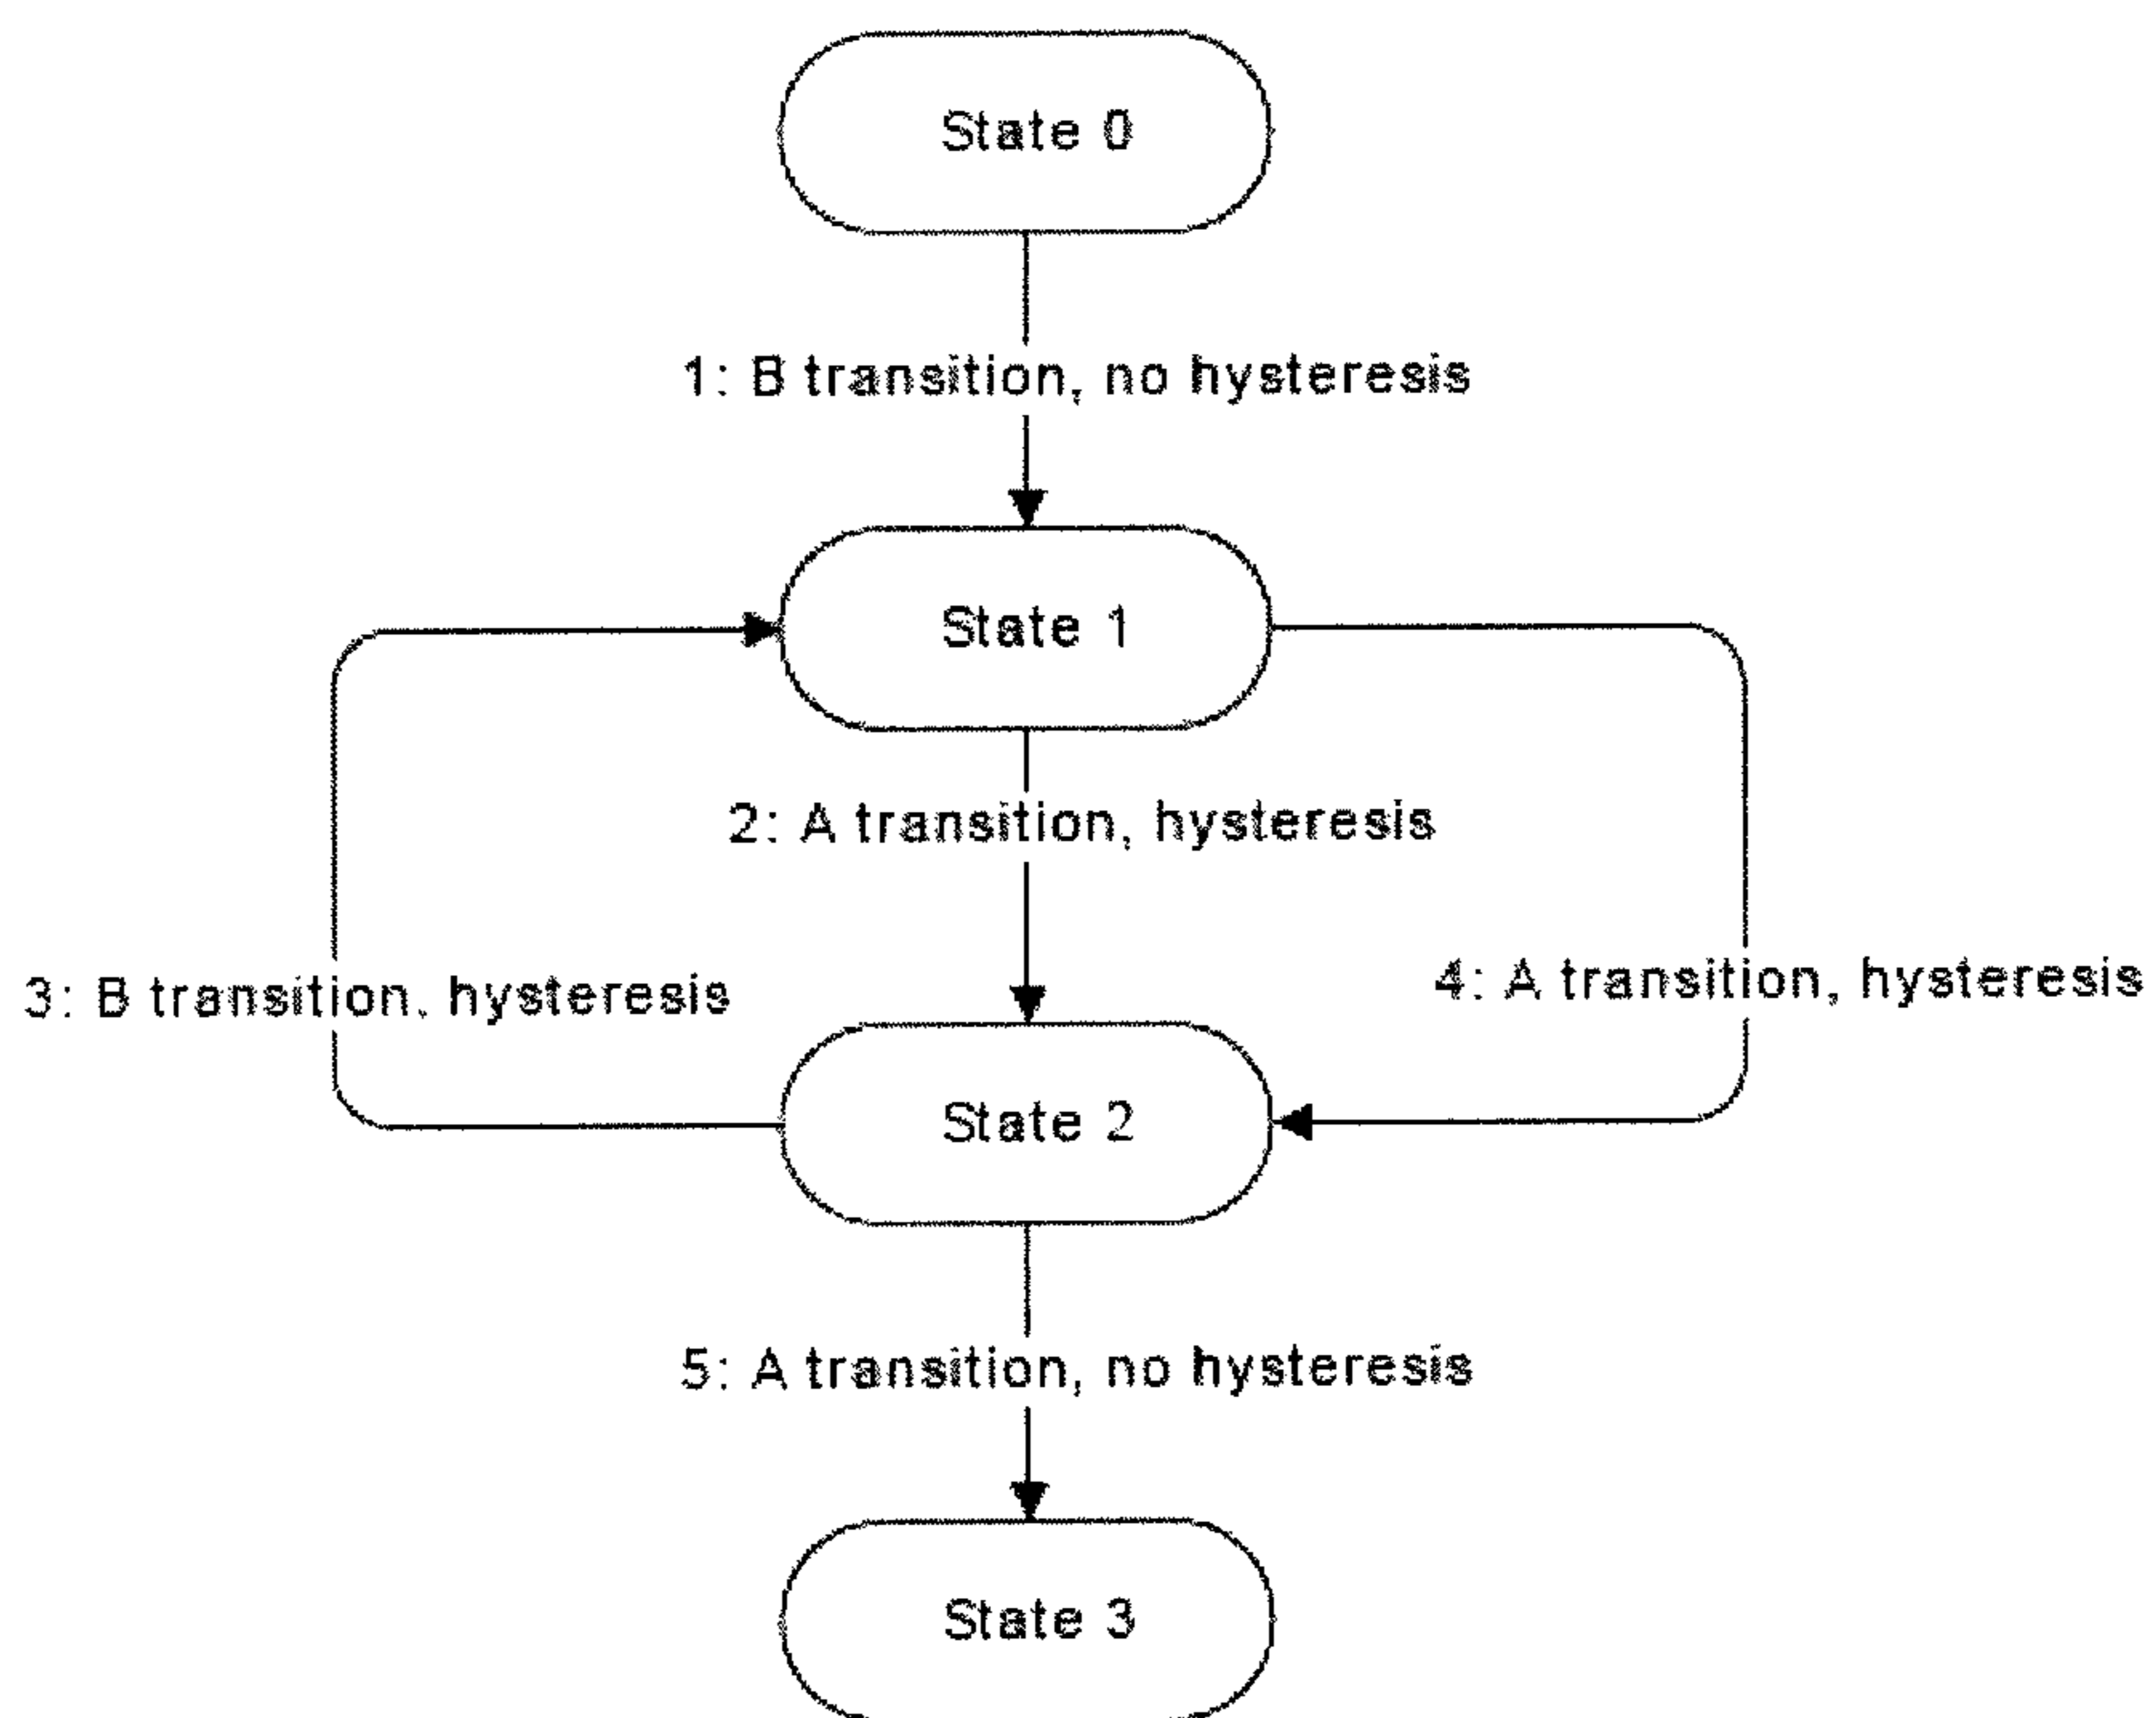 State 0
1: B transition, no hysteresis
State 1
2: A transition, hysteresis
3: B transition, hysteresis
4: A transition, hysteresis
State 2
5: A transition, no hysteresis
State 3